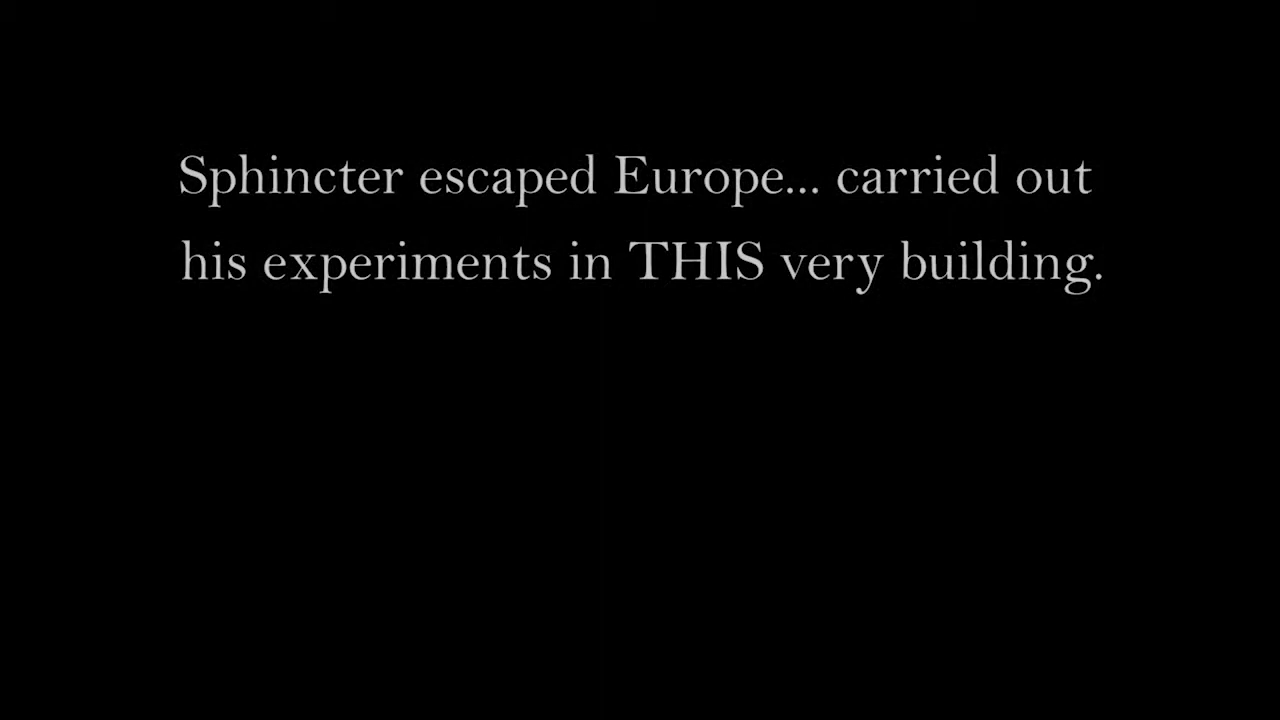 Sphincter escaped Europe... carried out
his experiments in THIS very building.